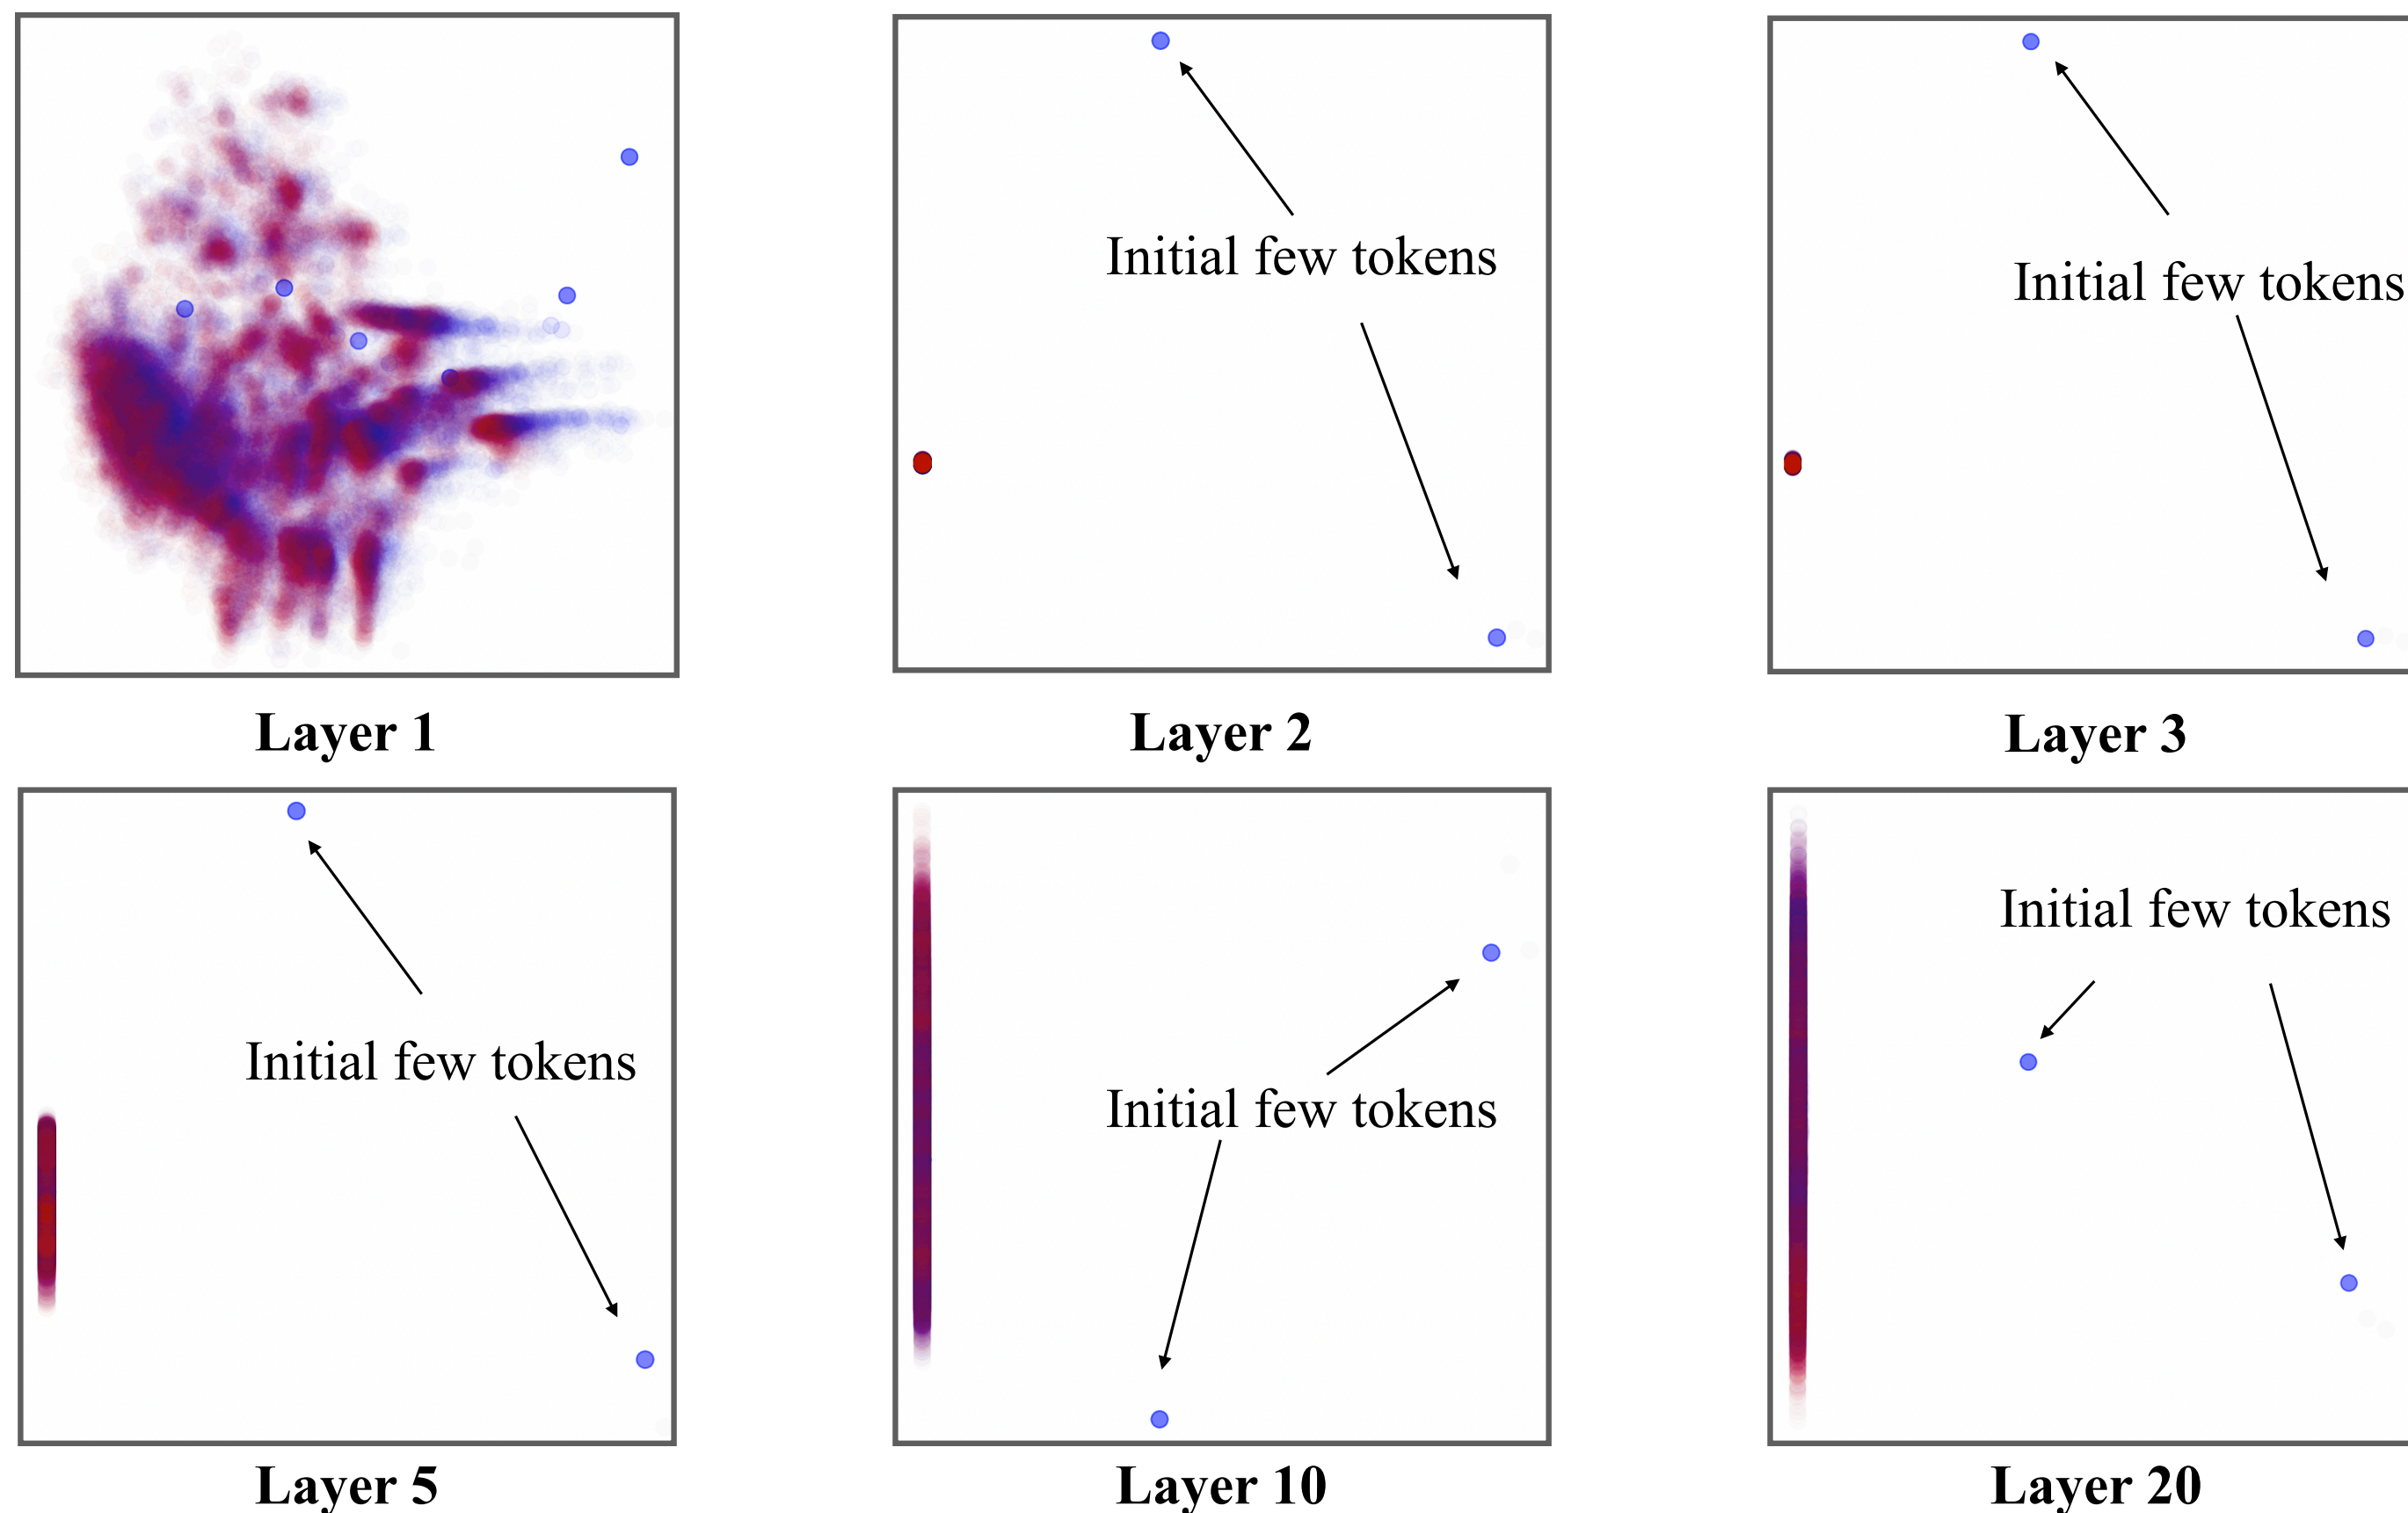 Initial few tokens
Initial few tokens
Layer 1
Layer 2
Layer 3
Initial few tokens
Initial few tokens
Initial few tokens
Layer 5
Layer 10
Layer 20